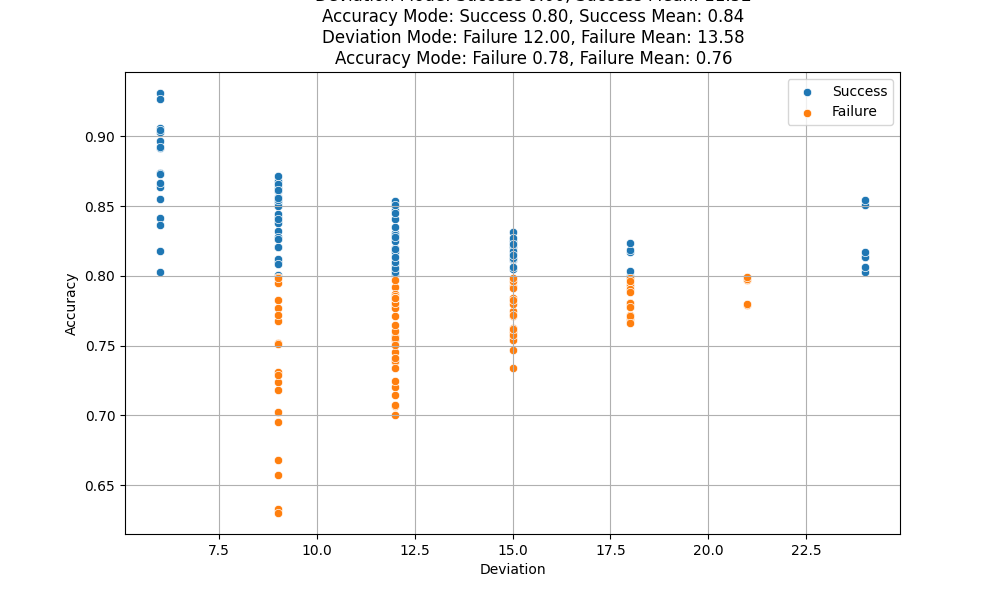 Accuracy Mode: Success 0.80, Success Mean: 0.84
Deviation Mode: Failure 12.00, Failure Mean: 13.58
Accuracy Mode: Failure 0.78, Failure Mean: 0.76
Success
Failure
0.90
0.85
0.80
0.75
0.70
0.65
Accuracy
7.5
10.0
12.5
15.0
17.5
20.0
22.5
Deviation